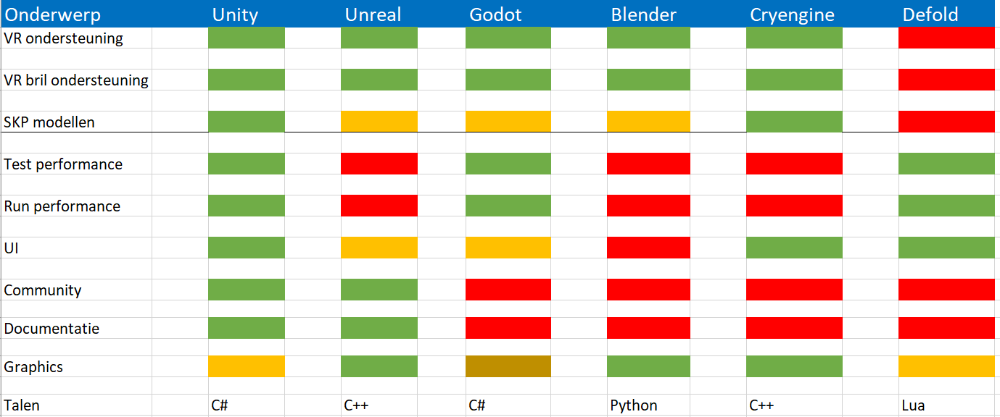 Onderwerp Unity Unreal Godot Blender Cryengine Defold
VR ondersteuning
VR bril ondersteuning
SKP modellen
Test performance
Run performance
UI
Community
Documentatie
Graphics
Talen C# C++ C# Python C++ Lua